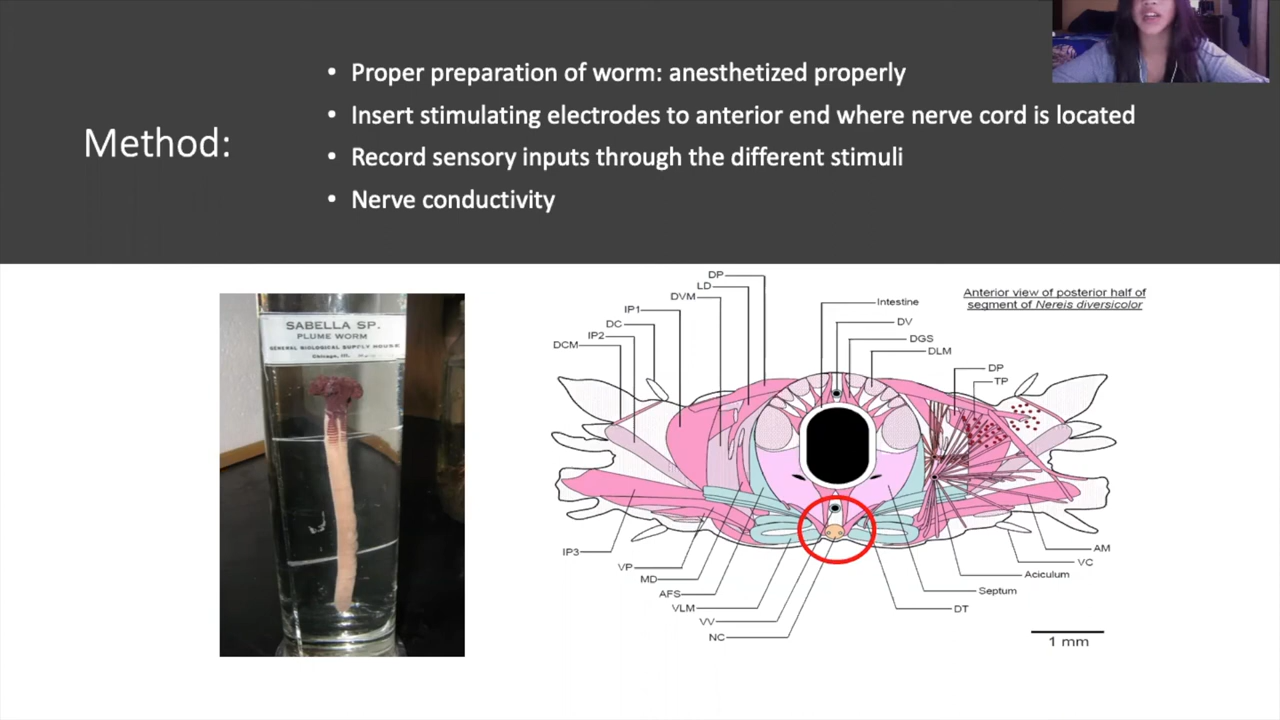 Method:
• Proper preparation of worm: anesthetized properly
• Insert stimulating electrodes to anterior end where nerve cord is located
• Record sensory inputs through the different stimuli
• Nerve conductivity
SABELLA SP.
PLUME WORM
GENERAL BIOLOGICAL SUPPLY HOUSE
Chicago, Ill.
Anterior view of posterior half of
segment of Nereis diversicolor
DP
LD
DVM
IP1
DC
IP2
DCM
Intestine
DV
DGS
DLM
DP
TP
IP3
VP
MD
AFS
VLM
VV
NC
AM
VC
Aciculum
Septum
DT
1 mm